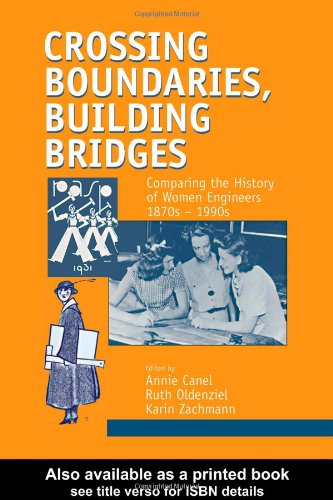 CROSSING
BOUNDARIES,
BUILDING
BRIDGES
Comparing the History
of Women Engineers
1870s – 1990s
1931
Edited by
Annie Canel
Ruth Oldenziel
Karin Zachmann
Also available as a printed book
see title verso for ISBN details